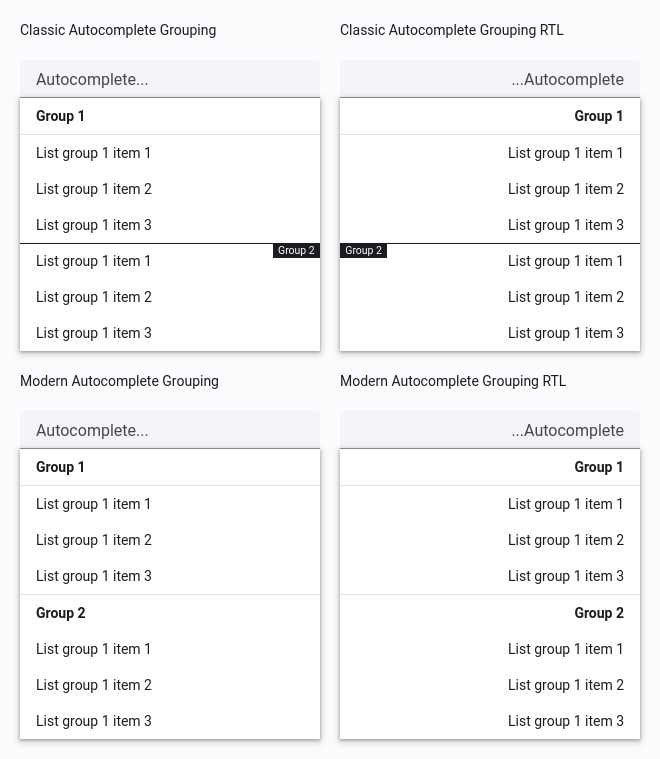 Classic Autocomplete Grouping
Autocomplete...
Group 1
List group 1 item 1
List group 1 item 2
List group 1 item 3
Group 2
List group 1 item 1
List group 1 item 2
List group 1 item 3
Classic Autocomplete Grouping RTL
...Autocomplete
Group 1
List group 1 item 1
List group 1 item 2
List group 1 item 3
Group 2
List group 1 item 1
List group 1 item 2
List group 1 item 3
Modern Autocomplete Grouping
Autocomplete...
Group 1
List group 1 item 1
List group 1 item 2
List group 1 item 3
Group 2
List group 1 item 1
List group 1 item 2
List group 1 item 3
Modern Autocomplete Grouping RTL
...Autocomplete
Group 1
List group 1 item 1
List group 1 item 2
List group 1 item 3
Group 2
List group 1 item 1
List group 1 item 2
List group 1 item 3